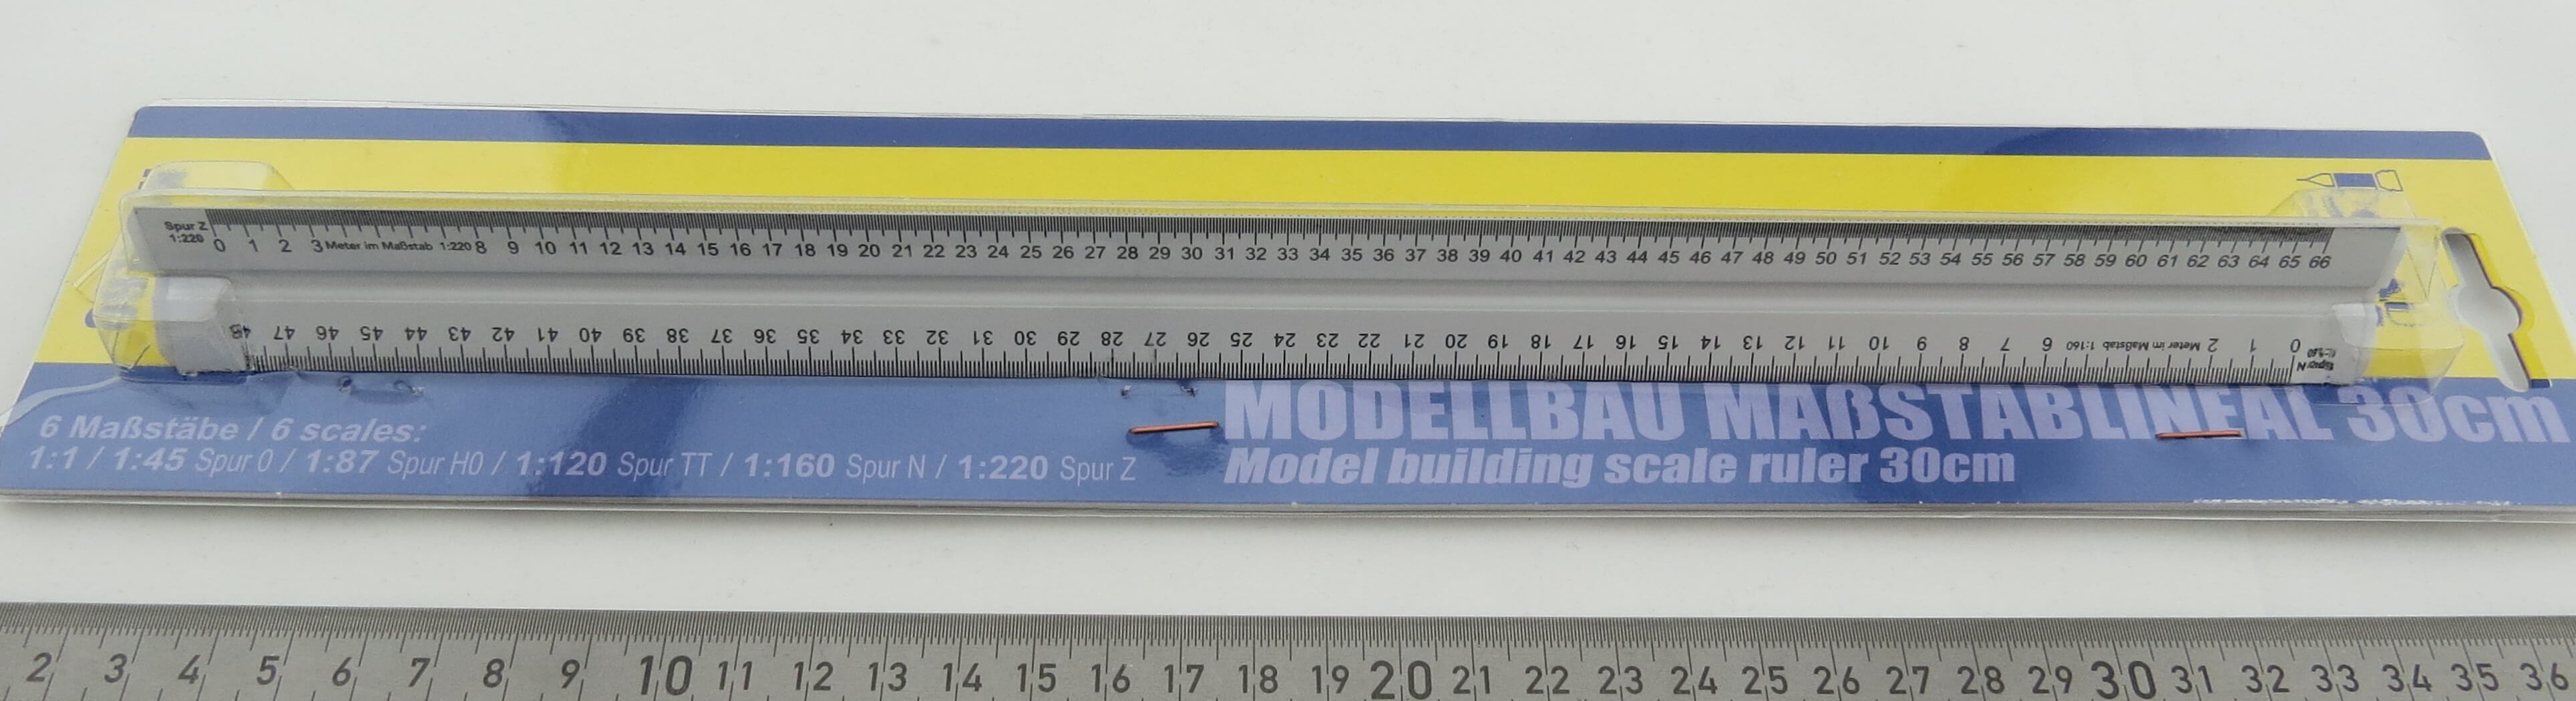 Spur Z
1:220
0 1 2 3 Meter im Maßstab 1:220 8 9 10 11 12 13 14 15 16 17 18 19 20 21 22 23 24 25 26 27 28 29 30 31 32 33 34 35 36 37 38 39 40 41 42 43 44 45 46 47 48 49 50 51 52 53 54 55 56 57 58 59 60 61 62 63 64 65 66
Spur N
0 1 2 Meter im Maßstab 1:160 6 7 8 9 10 11 12 13 14 15 16 17 18 19 20 21 22 23 24 25 26 27 28 29 30 31 32 33 34 35 36 37 38 39 40 41 42 43 44 45 46 47 48
MODELLBAU MAßSTABLINEAL 30cm
Model building scale ruler 30cm
6 Maßstäbe / 6 scales:
1:1 / 1:45 Spur 0 / 1:87 Spur H0 / 1:120 Spur TT / 1:160 Spur N / 1:220 Spur Z
2 3 4 5 6 7 8 9 10 11 12 13 14 15 16 17 18 19 20 21 22 23 24 25 26 27 28 29 30 31 32 33 34 35 36